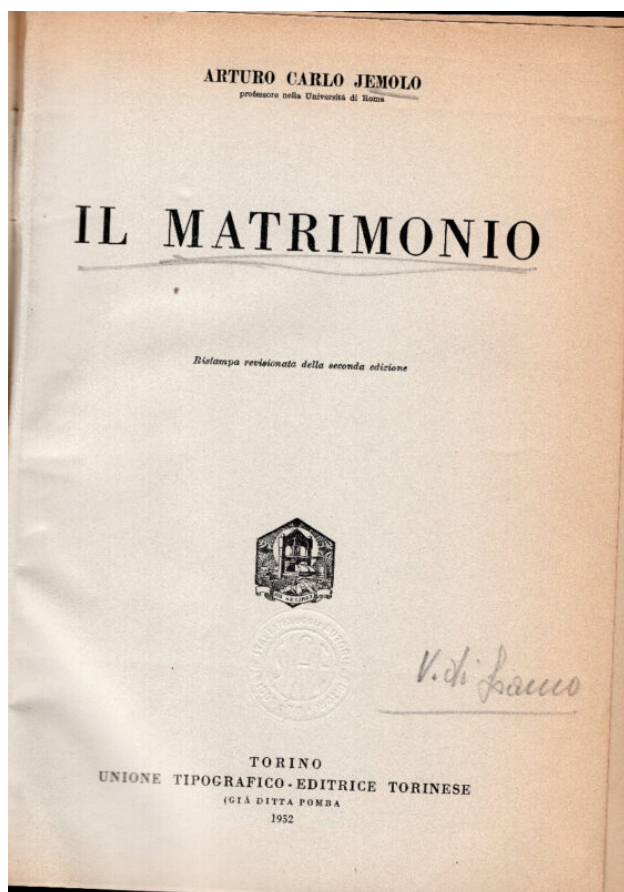 ARTURO CARLO JEMOLO
professore nella Università di Roma
IL MATRIMONIO
Ristampa revisionata della seconda edizione
V. di
TORINO
UNIONE TIPOGRAFICO-EDITRICE TORINESE
(GIÀ DITTA POMBA
1952